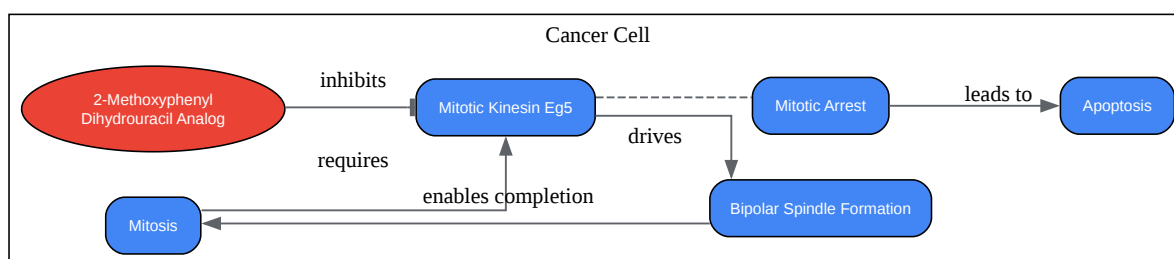 Cancer Cell
inhibits
2-Methoxyphenyl
Dihydrouracil Analog
Mitotic Kinesin Eg5
Mitotic Arrest
leads to
Apoptosis
drives
requires
enables completion
Bipolar Spindle Formation
Mitosis